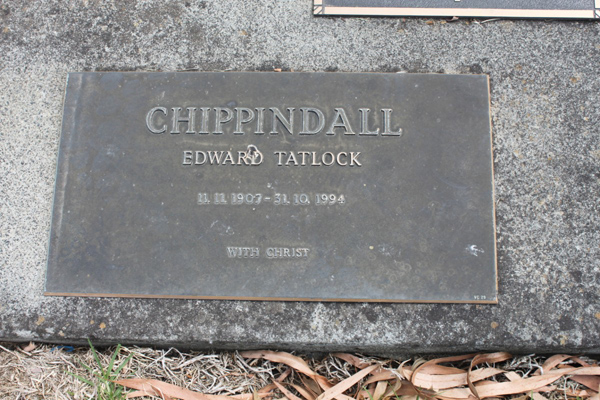 CHIPPINDALL
EDWARD TATLOCK
11. 11. 1907 - 31. 10. 1994
WITH CHRIST